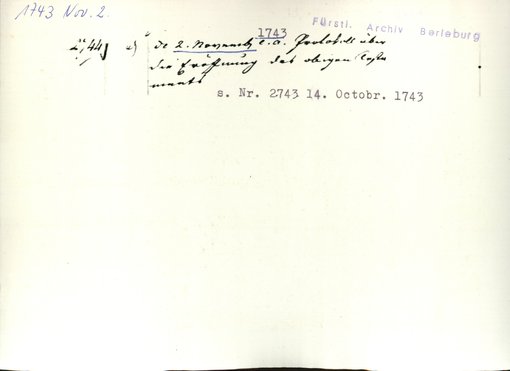 1743 Nov. 2.
Fürstl. Archiv Berleburg
1743
2744 2) de 2. Novembr. e.a. Protokoll über
die Eröffnung des obigen Testa
ments
s. Nr. 2743 14. Octobr. 1743